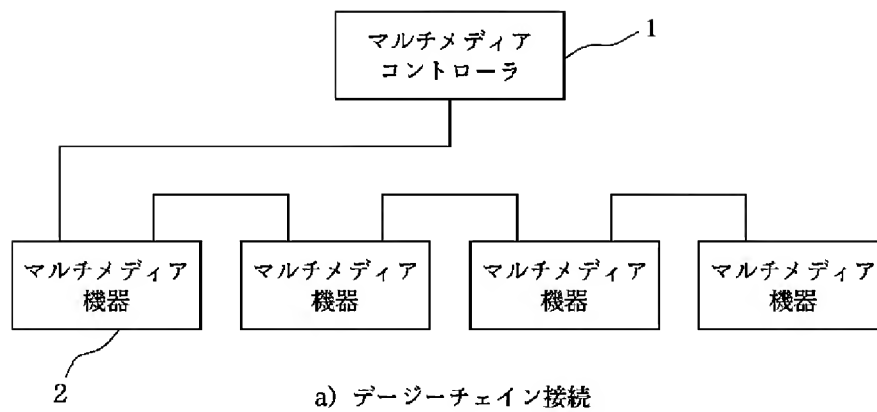 マルチメディア
コントローラ
1
マルチメディア
機器
マルチメディア
機器
マルチメディア
機器
マルチメディア
機器
2
a) デージーチェイン接続